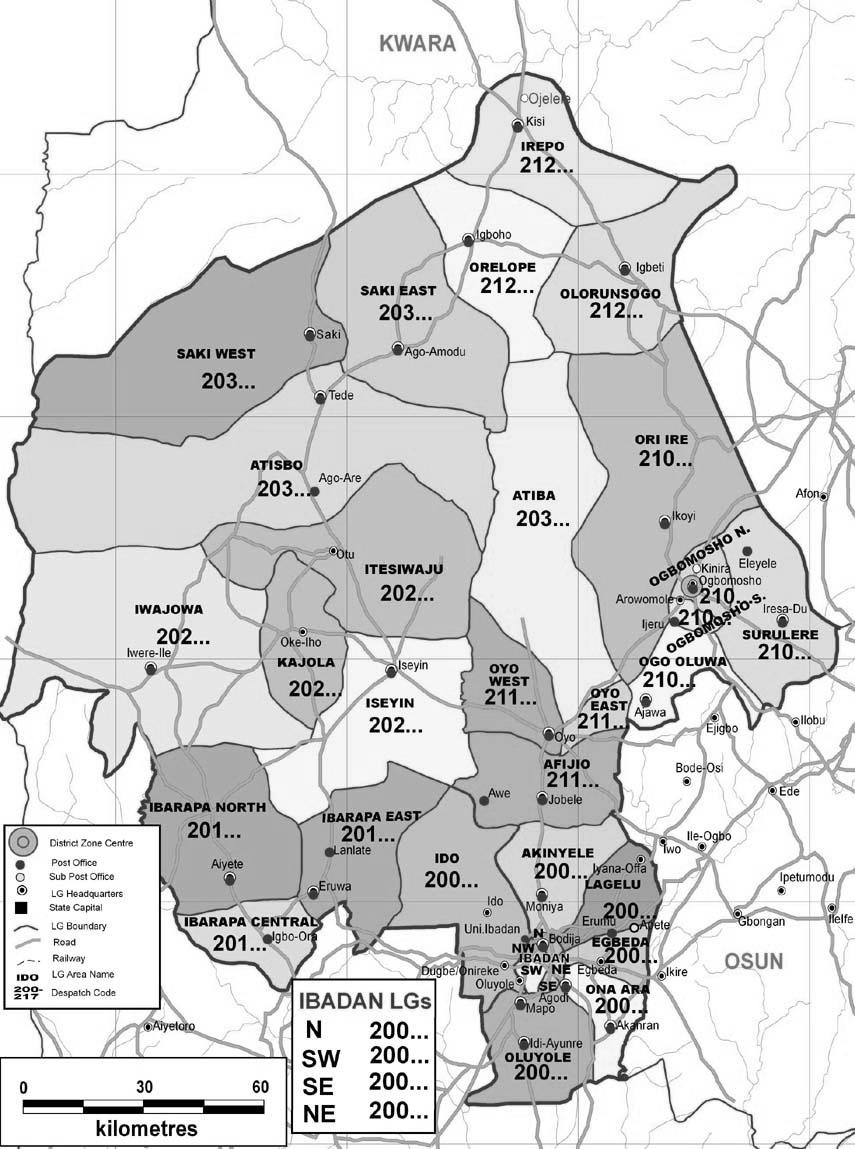 KWARA
Ojelele
Kisi
IREPO
212...
Igboho
ORELOPE
212...
Igbeti
OLORUNSOGO
212...
SAKI EAST
203...
Ago-Amodu
SAKI WEST
203...
Saki
Tede
ATISBO
203...
Ago-Are
ORI IRE
210...
Ikoyi
ATIBA
203...
Afon
OGBOMOSHO N.
Kinira
Ogbomosho
210...
Eleyele
Arowomole
210...
Ijeru
OGBOMOSHO S.
Iresa-Du
SURULERE
210...
OGO OLUWA
210...
Ajawa
Otu
ITESIWAJU
202...
IWAJOWA
202...
Iwere-Ile
Oke-Iho
KAJOLA
202...
Iseyin
ISEYIN
202...
OYO
WEST
211...
OYO
EAST
211...
Oyo
Ejigbo
Ilobu
AFIJIO
211...
Awe
Jobele
Bode-Osi
Ede
IBARAPA NORTH
201...
Aiyete
IBARAPA EAST
201...
Lanlate
Eruwa
IDO
200...
Ido
AKINYELE
200...
Moniya
Iyana-Offa
LAGELU
200...
Iwo
Ile-Ogbo
Ipetumodu
Gbongan
IleIfe
IBARAPA CENTRAL
201...
Igbo-Ora
Uni.Ibadan
N
NW
Bodija
IBADAN
SW
NE
SE
Erumu
Apete
EGBEDA
200...
Egbeda
Dugbe/Onireke
Oluyole
Agodi
Mapo
Ikire
OSUN
ONA ARA
200...
Akanran
Idi-Ayunre
OLUYOLE
200...
Aiyetoro
District Zone Centre
Post Office
Sub Post Office
LG Headquarters
State Capital
LG Boundary
Road
Railway
IDO LG Area Name
200-
217 Despatch Code
IBADAN LGs
N 200...
SW 200...
SE 200...
NE 200...
0 30 60
kilometres